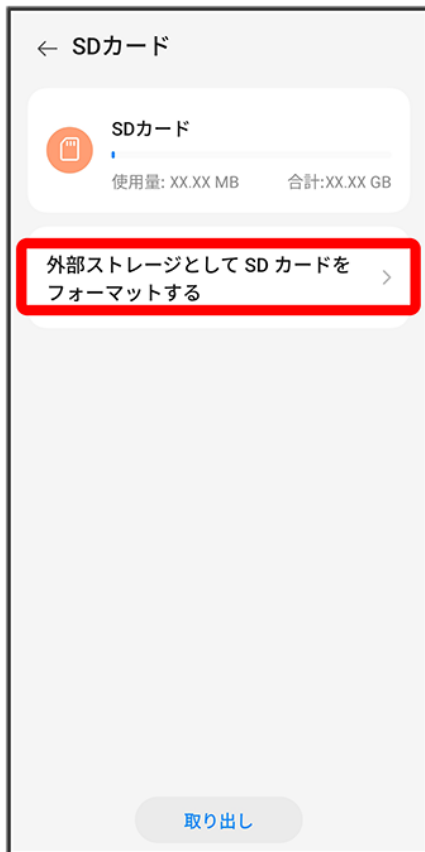 ← SDカード
SDカード
使用量: XX.XX MB 合計:XX.XX GB
外部ストレージとして SD カードを
フォーマットする
取り出し